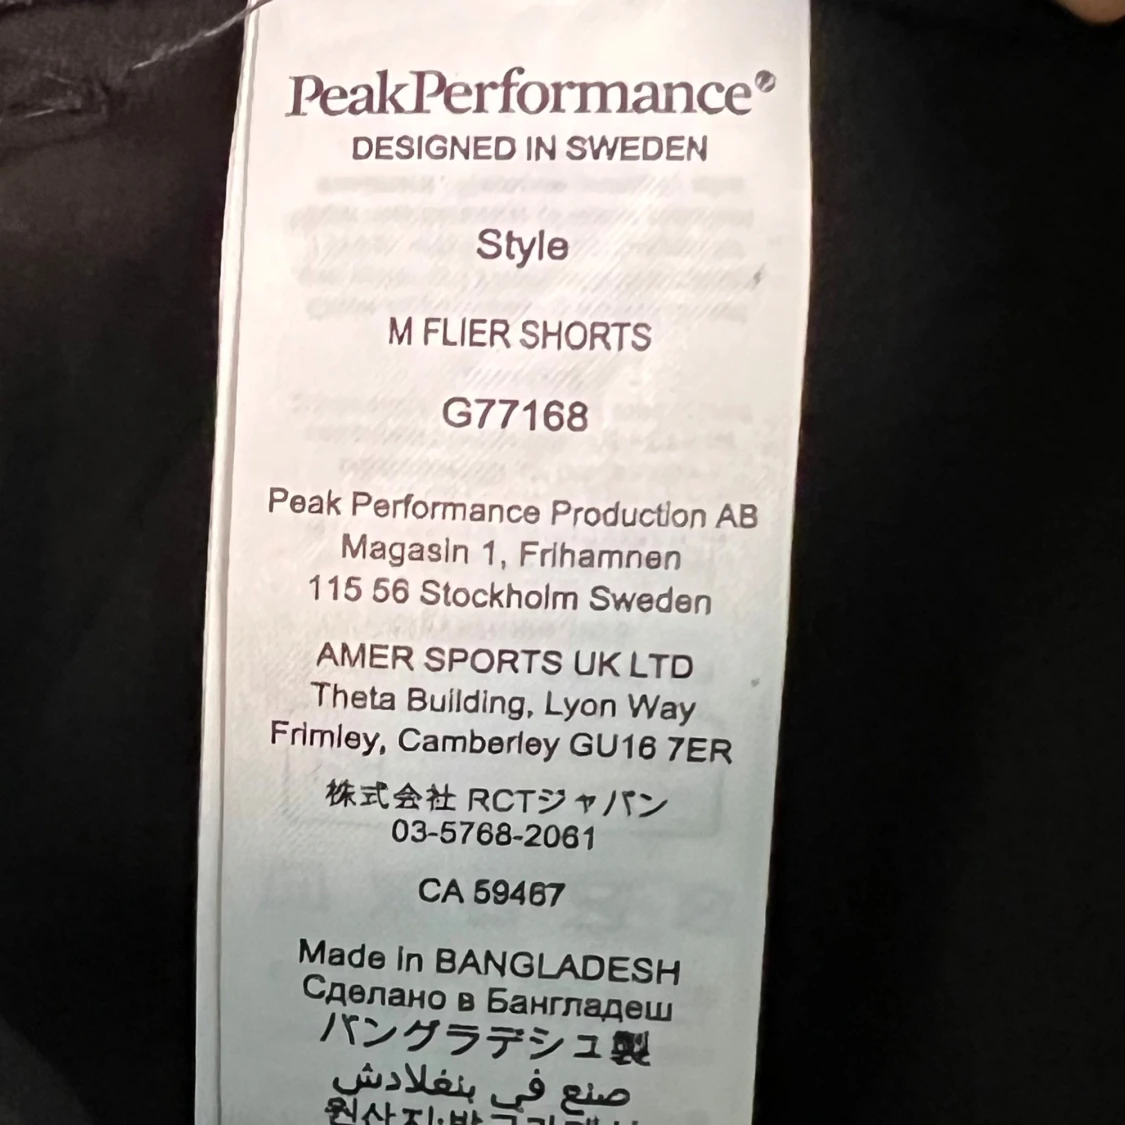 PeakPerformance
DESIGNED IN SWEDEN
Style
M FLIER SHORTS
G77168
Peak Performance Production AB
Magasin 1, Frihamnen
115 56 Stockholm Sweden
AMER SPORTS UK LTD
Theta Building, Lyon Way
Frimley, Camberley GU16 7ER
株式会社 RCTジャパン
03-5768-2061
CA 59467
Made in BANGLADESH
Сделано в Бангладеш
バングラデシュ製
صنع في بنغلادش